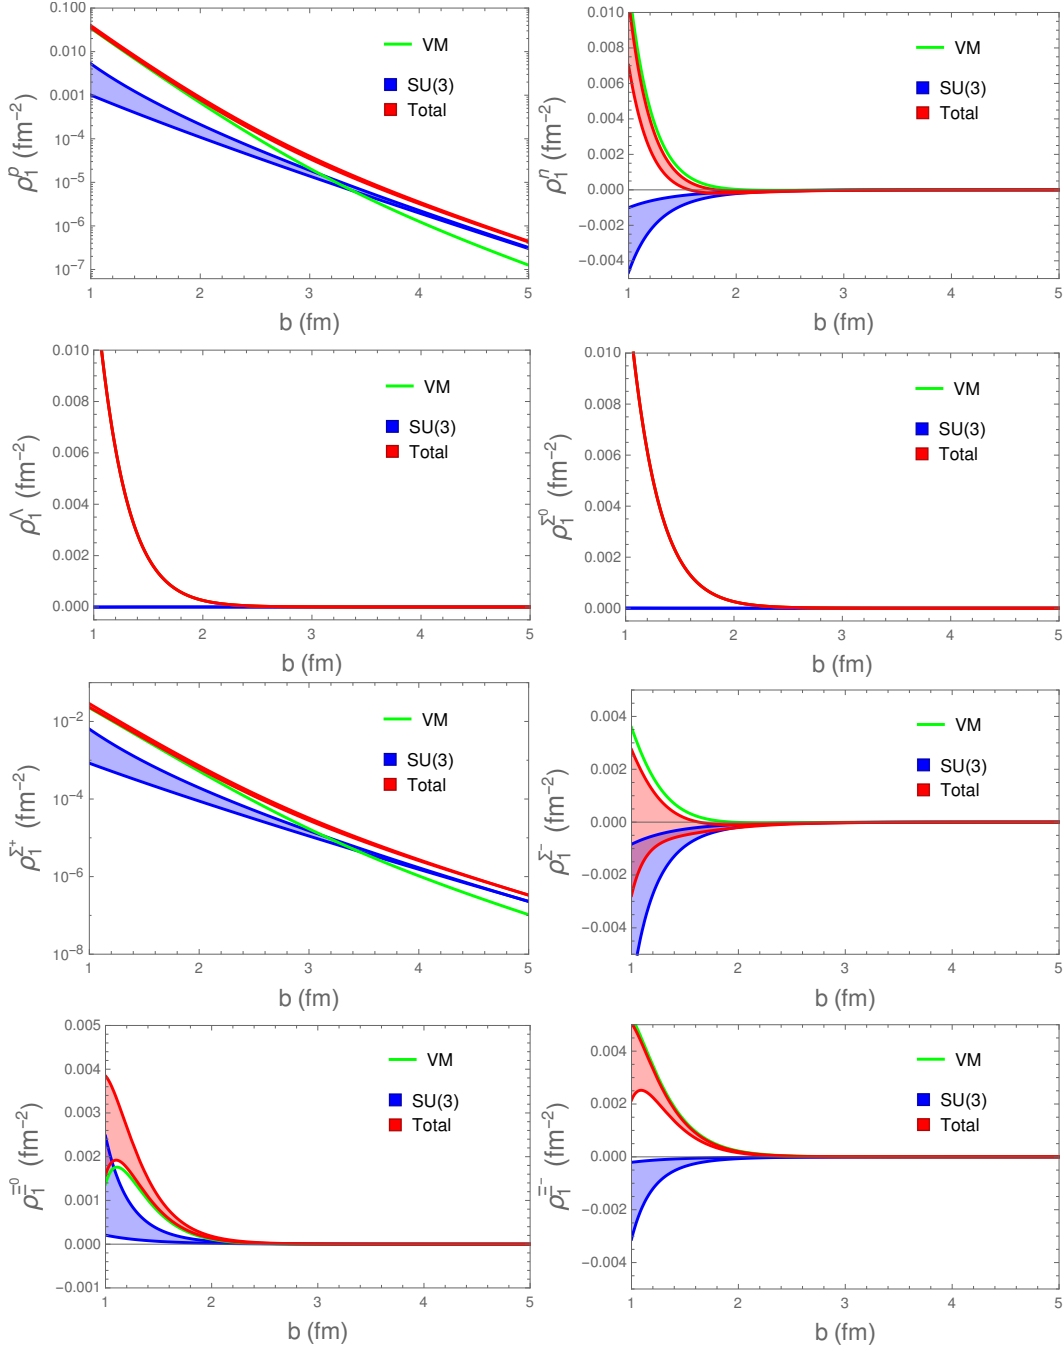 0.100
0.010
0.001
10⁻⁴
10⁻⁵
10⁻⁶
10⁻⁷
1 2 3 4 5
b (fm)
ρ₁ᵖ (fm⁻²)
VM
SU(3)
Total
0.010
0.008
0.006
0.004
0.002
0.000
−0.002
−0.004
1 2 3 4 5
b (fm)
ρ₁ⁿ (fm⁻²)
VM
SU(3)
Total
0.010
0.008
0.006
0.004
0.002
0.000
1 2 3 4 5
b (fm)
ρ₁^Λ (fm⁻²)
VM
SU(3)
Total
0.010
0.008
0.006
0.004
0.002
0.000
1 2 3 4 5
b (fm)
ρ₁^Σ⁰ (fm⁻²)
VM
SU(3)
Total
10⁻²
10⁻⁴
10⁻⁶
10⁻⁸
1 2 3 4 5
b (fm)
ρ₁^Σ⁺ (fm⁻²)
VM
SU(3)
Total
0.004
0.002
0.000
−0.002
−0.004
1 2 3 4 5
b (fm)
ρ₁^Σ⁻ (fm⁻²)
VM
SU(3)
Total
0.005
0.004
0.003
0.002
0.001
0.000
−0.001
1 2 3 4 5
b (fm)
ρ₁^Ξ⁰ (fm⁻²)
VM
SU(3)
Total
0.004
0.002
0.000
−0.002
−0.004
1 2 3 4 5
b (fm)
ρ₁^Ξ⁻ (fm⁻²)
VM
SU(3)
Total